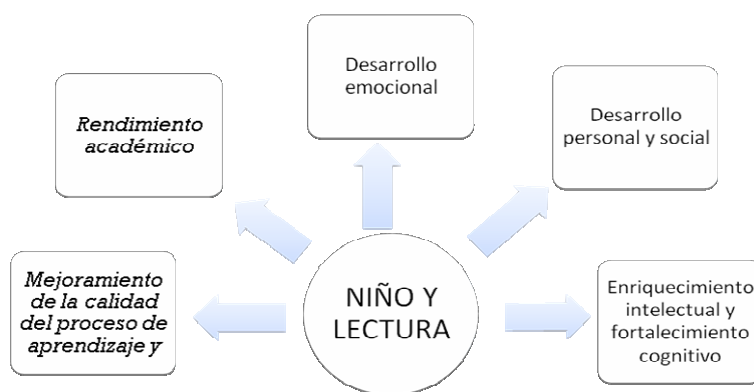 Desarrollo
emocional
Rendimiento
académico
Desarrollo
personal y social
Mejoramiento
de la calidad
del proceso de
aprendizaje y
NIÑO Y
LECTURA
Enriquecimiento
intelectual y
fortalecimiento
cognitivo